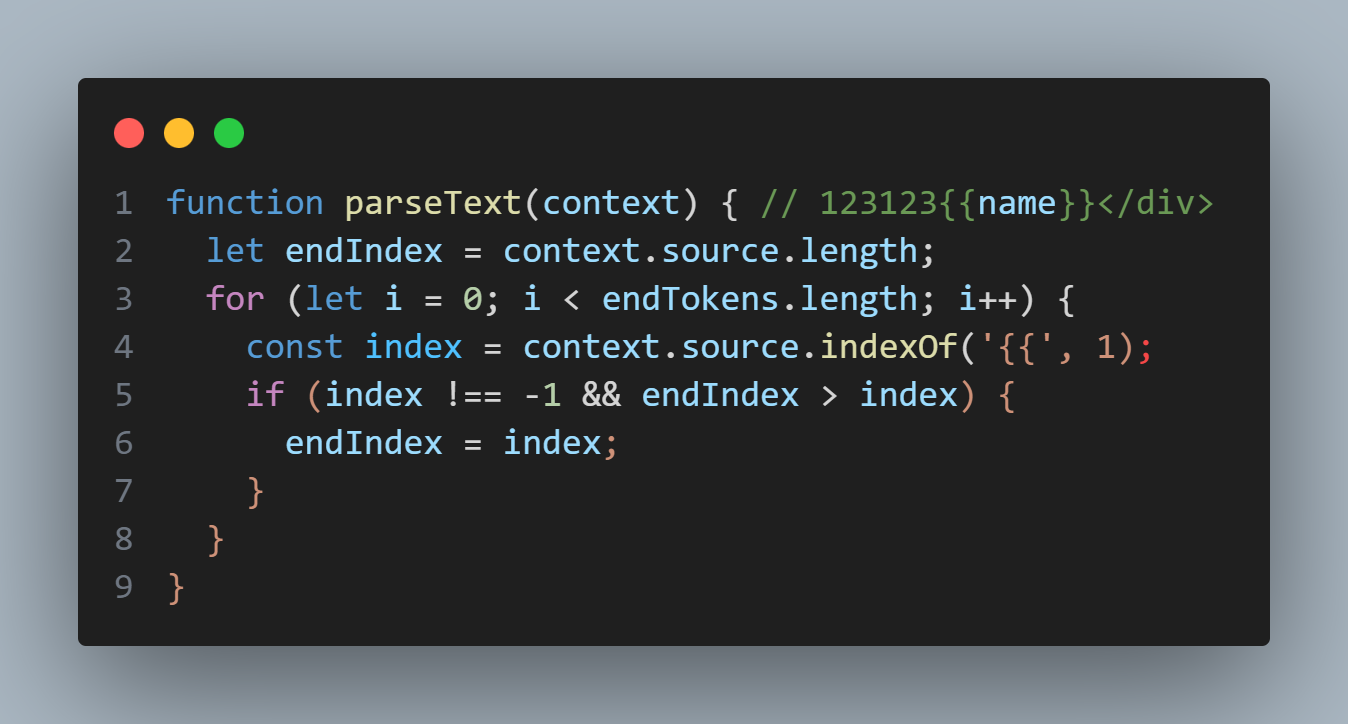 1 function parseText(context) { // 123123{{name}}</div>
2   let endIndex = context.source.length;
3   for (let i = 0; i < endTokens.length; i++) {
4     const index = context.source.indexOf('{{', 1);
5     if (index !== -1 && endIndex > index) {
6       endIndex = index;
7     }
8   }
9 }